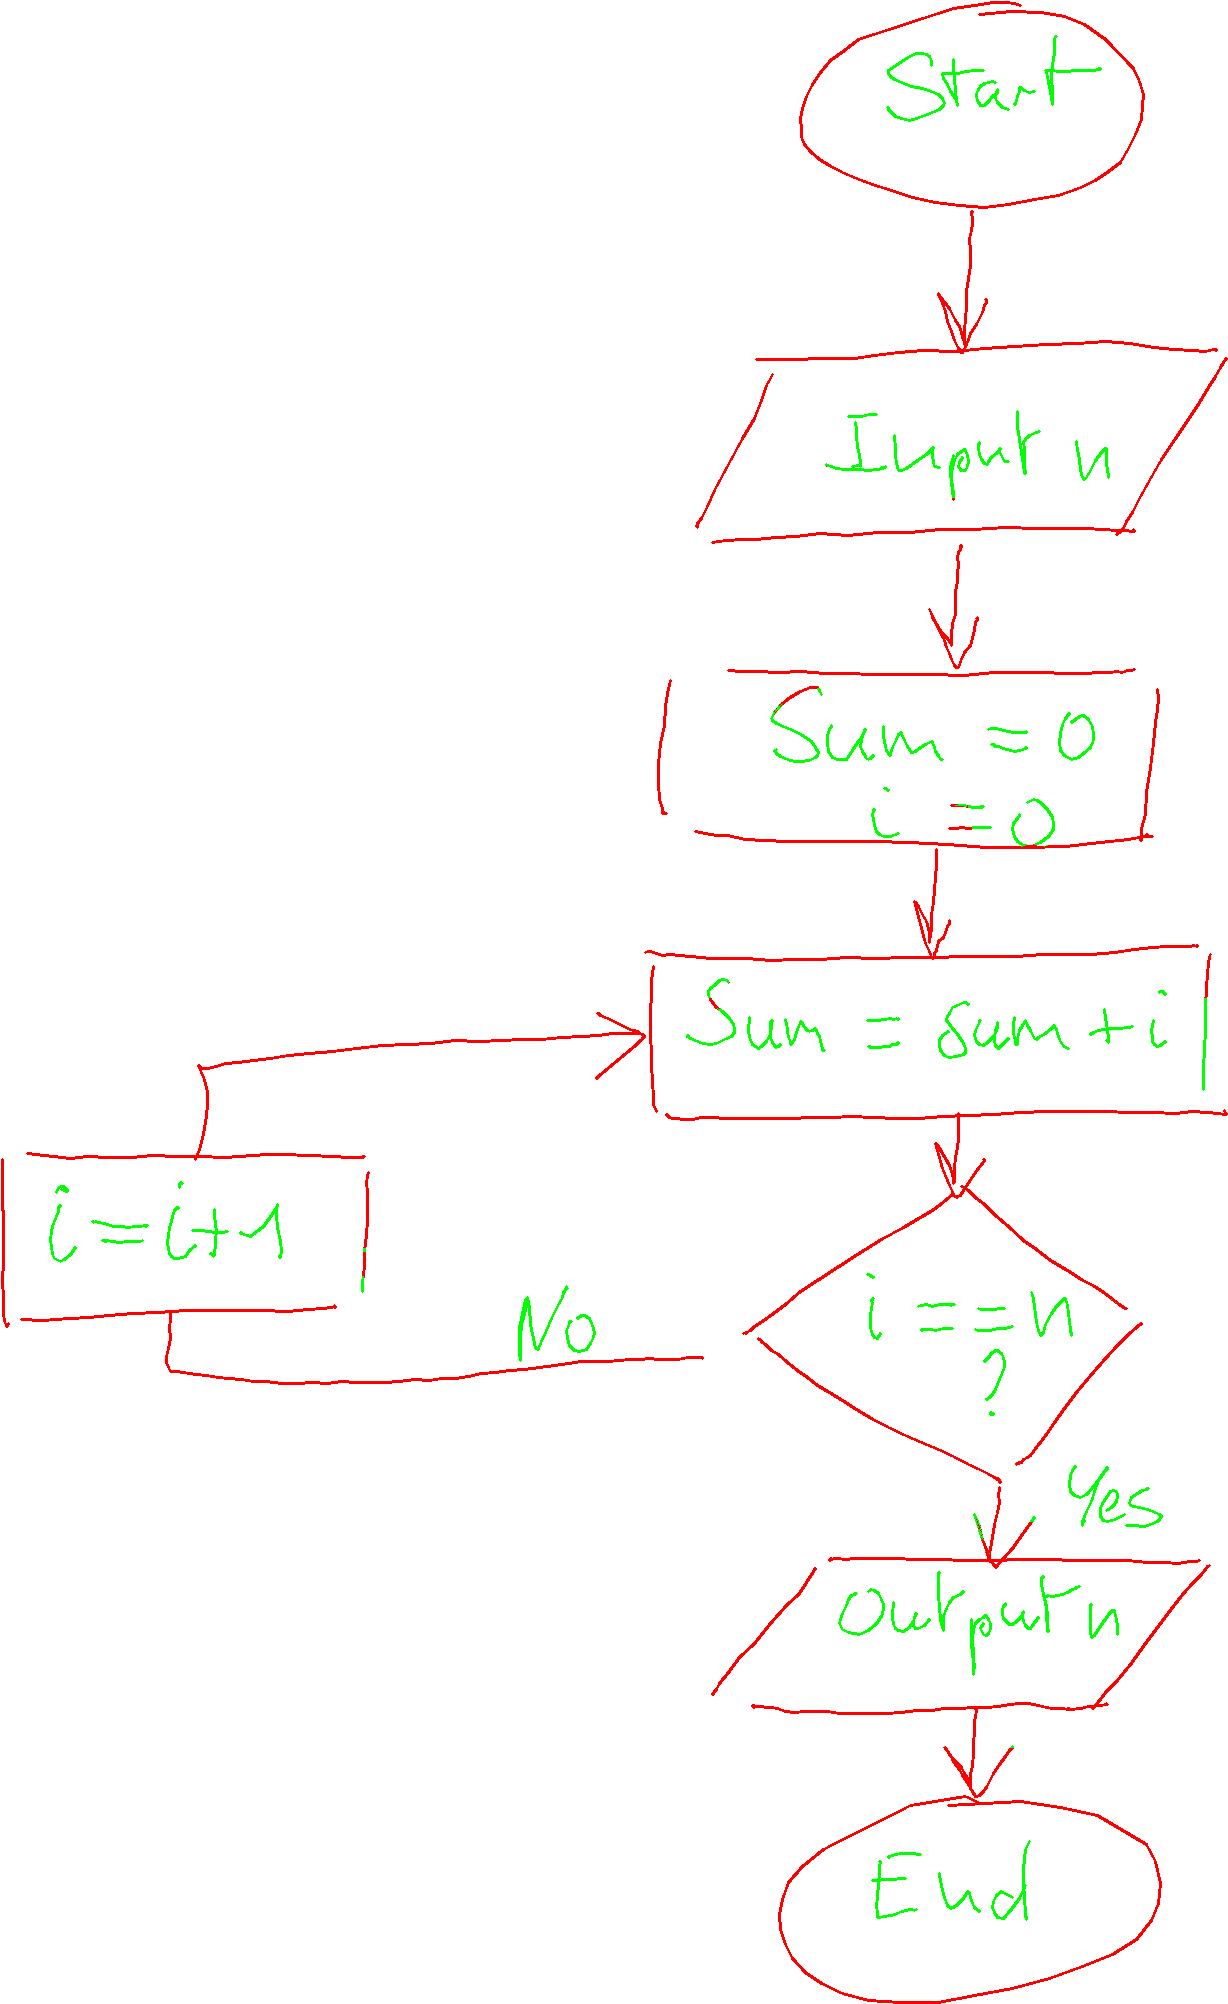 Start
Input n
Sum = 0
i = 0
Sum = sum + i
i = i + 1
No
i == n
?
Yes
Output n
End